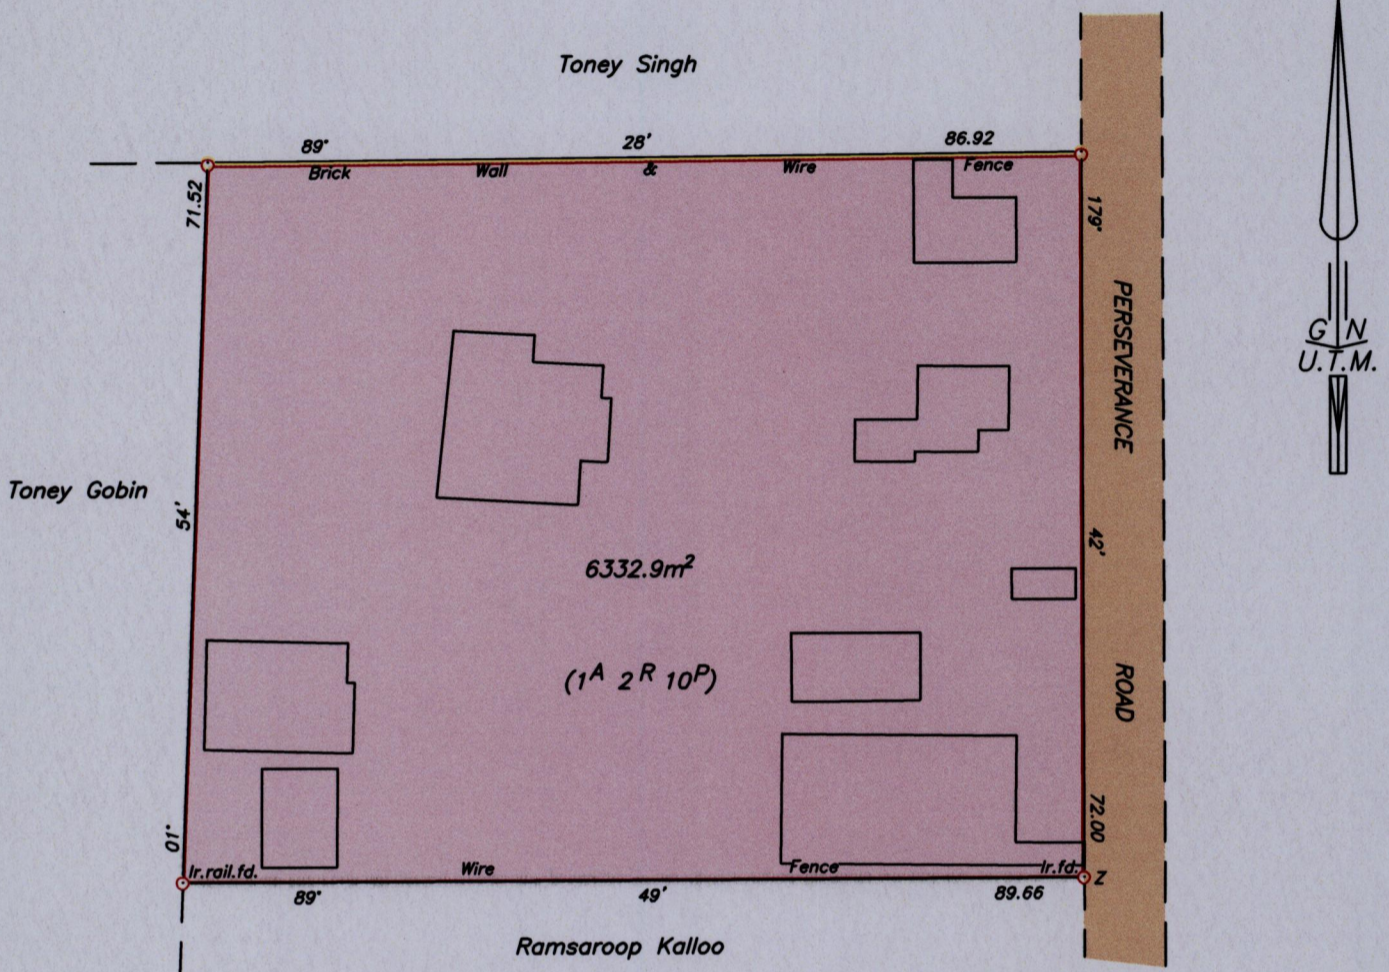 Toney Singh
89° 28' 86.92
Brick Wall & Wire Fence
71.52
54'
01°
179°
42'
72.00
PERSEVERANCE
ROAD
G N
U.T.M.
Toney Gobin
6332.9m²
(1ᴬ 2ᴿ 10ᴾ)
Ir.rail.fd. Wire Fence Ir.fd. Z
89° 49' 89.66
Ramsaroop Kalloo